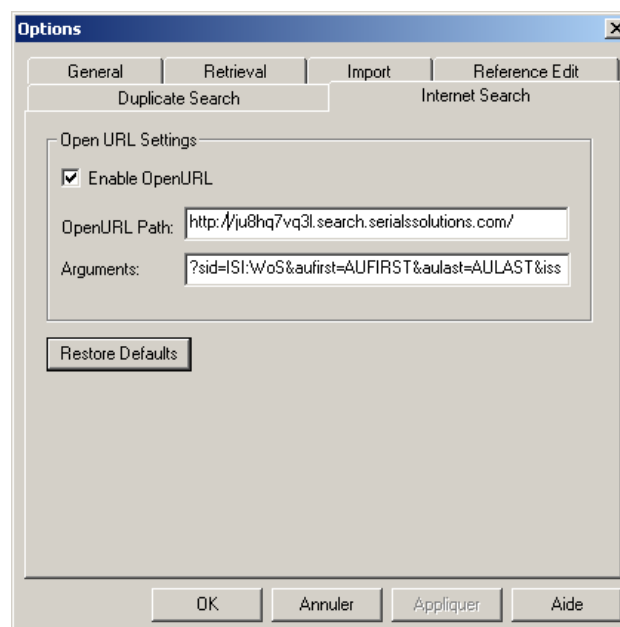 Options
General Retrieval Import Reference Edit
Duplicate Search Internet Search
Open URL Settings
Enable OpenURL
OpenURL Path: http://ju8hq7vq3l.search.serialssolutions.com/
Arguments: ?sid=ISI:WoS&aufirst=AUFIRST&aulast=AULAST&iss
Restore Defaults
OK Annuler Appliquer Aide